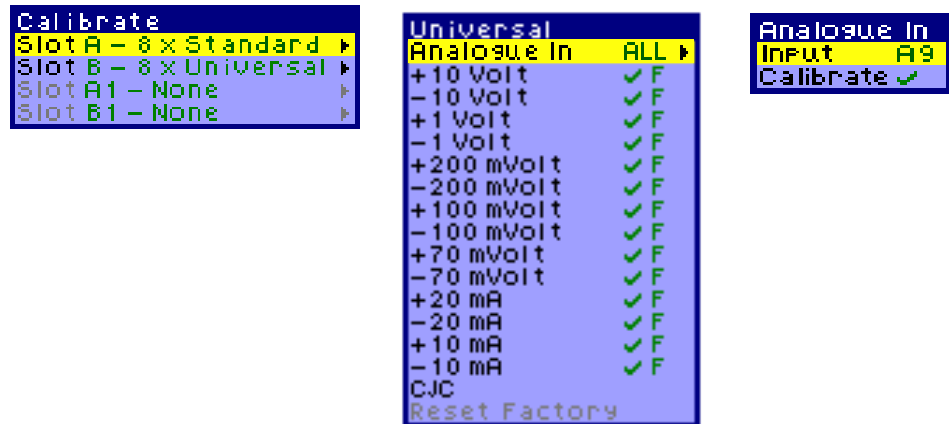 Calibrate
Slot A – 8 x Standard
Slot B – 8 x Universal
Slot A1 – None
Slot B1 – None
Universal
Analogue In ALL
+10 Volt ✓ F
–10 Volt ✓ F
+1 Volt ✓ F
–1 Volt ✓ F
+200 mVolt ✓ F
–200 mVolt ✓ F
+100 mVolt ✓ F
–100 mVolt ✓ F
+70 mVolt ✓ F
–70 mVolt ✓ F
+20 mA ✓ F
–20 mA ✓ F
+10 mA ✓ F
–10 mA ✓ F
CJC
Reset Factory
Analogue In
Input A9
Calibrate ✓